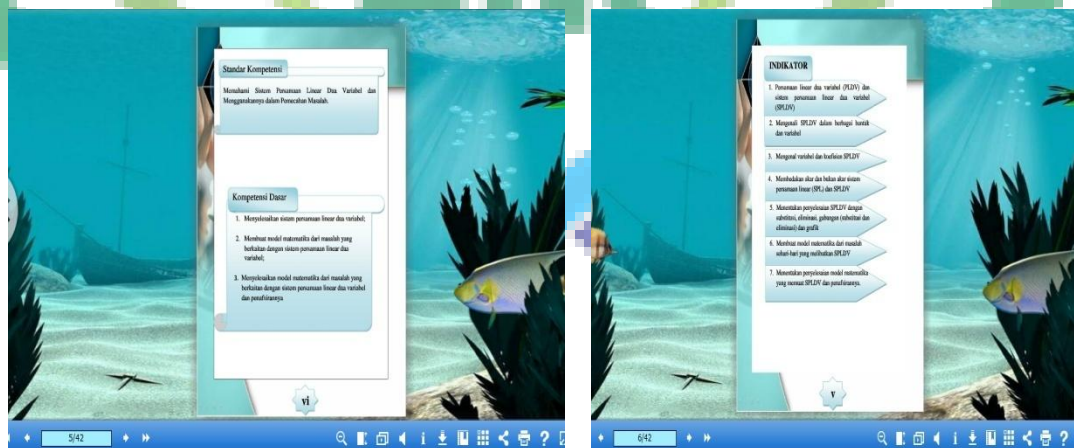 Standar Kompetensi
Memahami Sistem Persamaan Linear Dua Variabel dan
Menggunakannya dalam Pemecahan Masalah.
Kompetensi Dasar
1. Menyelesaikan sistem persamaan linear dua variabel;
2. Membuat model matematika dari masalah yang
berkaitan dengan sistem persamaan linear dua
variabel;
3. Menyelesaikan model matematika dari masalah yang
berkaitan dengan sistem persamaan linear dua variabel
dan penafsirannya
vi
5/42
INDIKATOR
1. Persamaan linear dua variabel (PLDV) dan
sistem persamaan linear dua variabel
(SPLDV)
2. Mengenali SPLDV dalam berbagai bentuk
dan variabel
3. Mengenal variabel dan koefisien SPLDV
4. Membedakan akar dan bukan akar sistem
persamaan linear (SPL) dan SPLDV
5. Menentukan penyelesaian SPLDV dengan
substitusi, eliminasi, gabungan (substitusi dan
eliminasi) dan grafik
6. Membuat model matematika dari masalah
sehari-hari yang melibatkan SPLDV
7. Menentukan penyelesaian model matematika
yang memuat SPLDV dan penafsirannya.
v
6/42